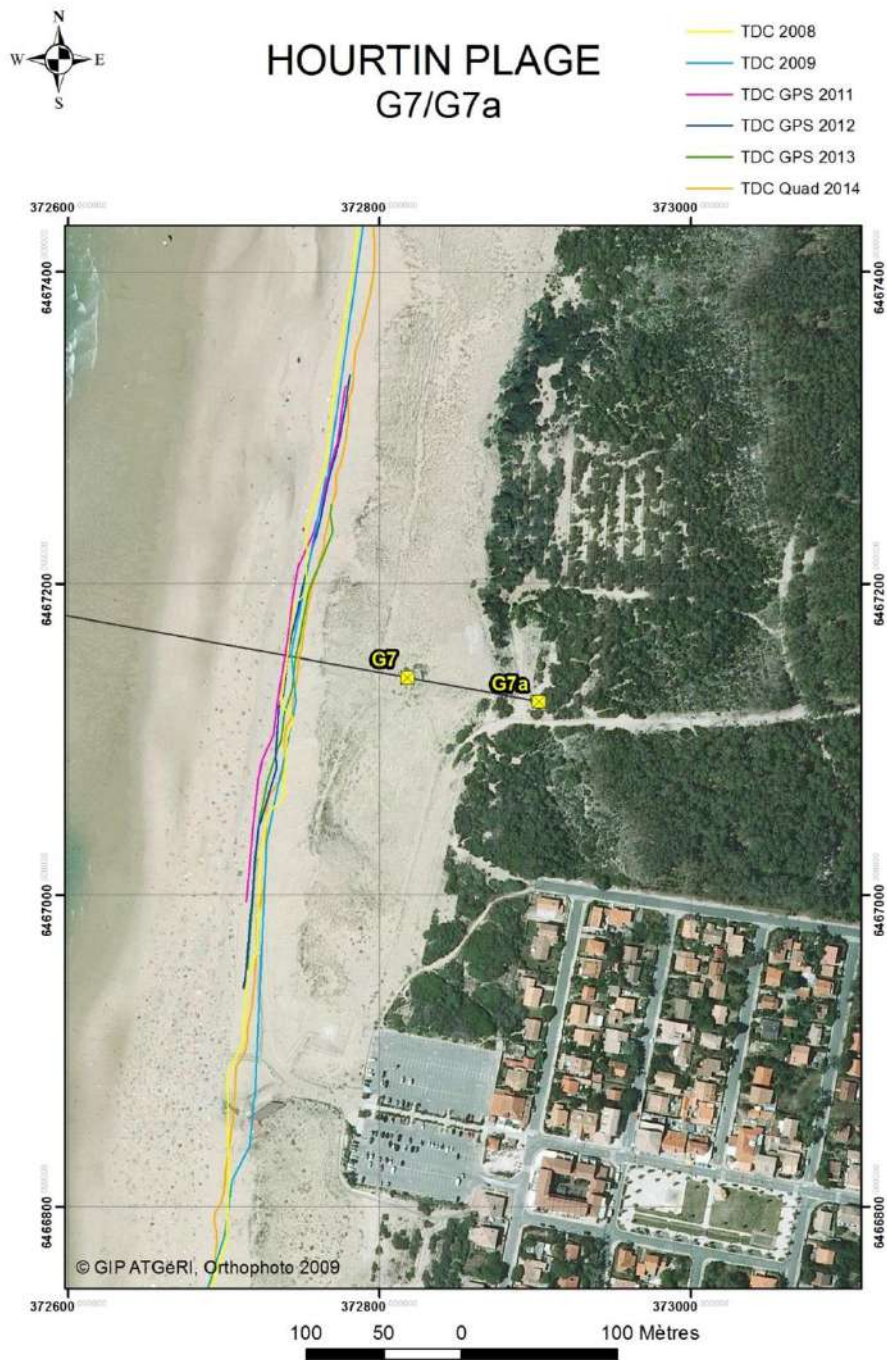 N
W E
S
HOURTIN PLAGE
G7/G7a
TDC 2008
TDC 2009
TDC GPS 2011
TDC GPS 2012
TDC GPS 2013
TDC Quad 2014
372600 372800 373000
6467400 6467400
6467200 6467200
G7
G7a
6467000 6467000
6466800 6466800
© GIP ATGéRI, Orthophoto 2009
372600 372800 373000
100 50 0 100 Mètres